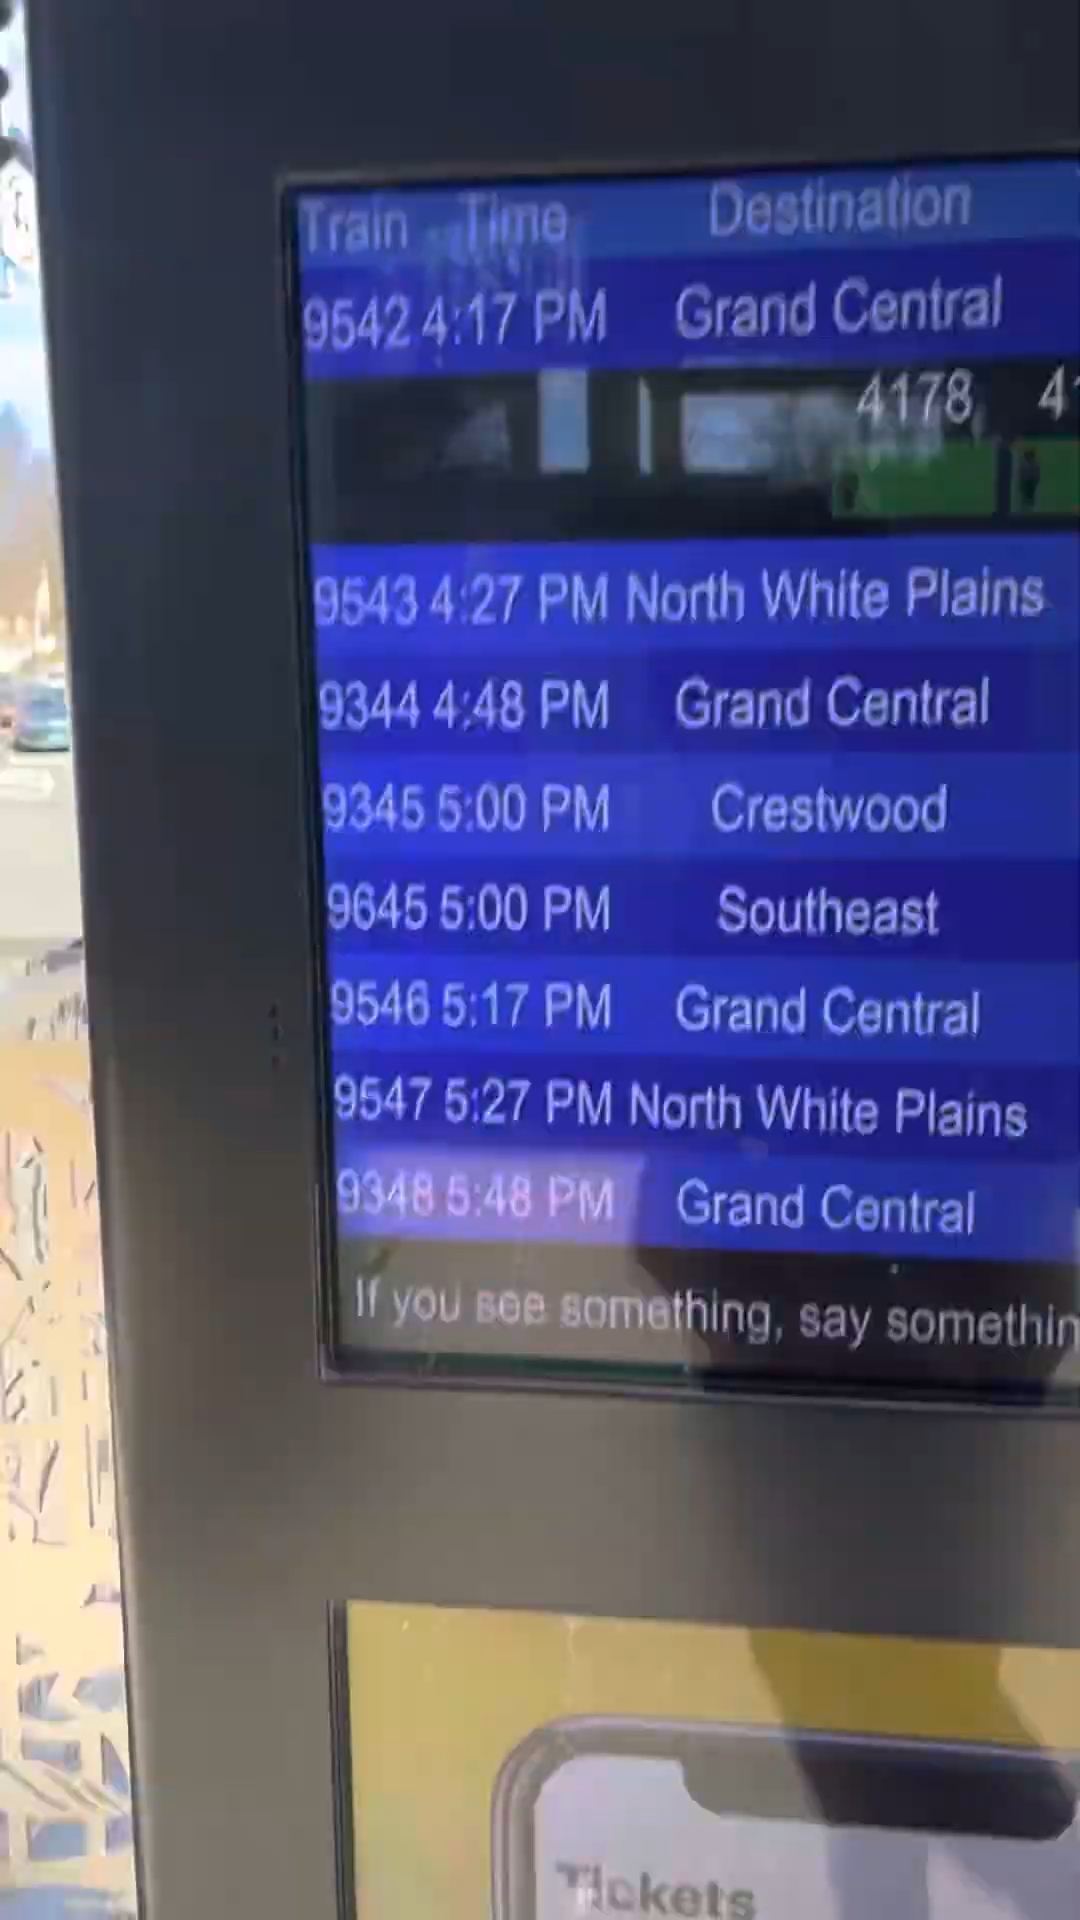 Train Time Destination
9542 4:17 PM Grand Central
4178
9543 4:27 PM North White Plains
9344 4:48 PM Grand Central
9345 5:00 PM Crestwood
9645 5:00 PM Southeast
9546 5:17 PM Grand Central
9547 5:27 PM North White Plains
9348 5:48 PM Grand Central
If you see something, say somethin
Tickets